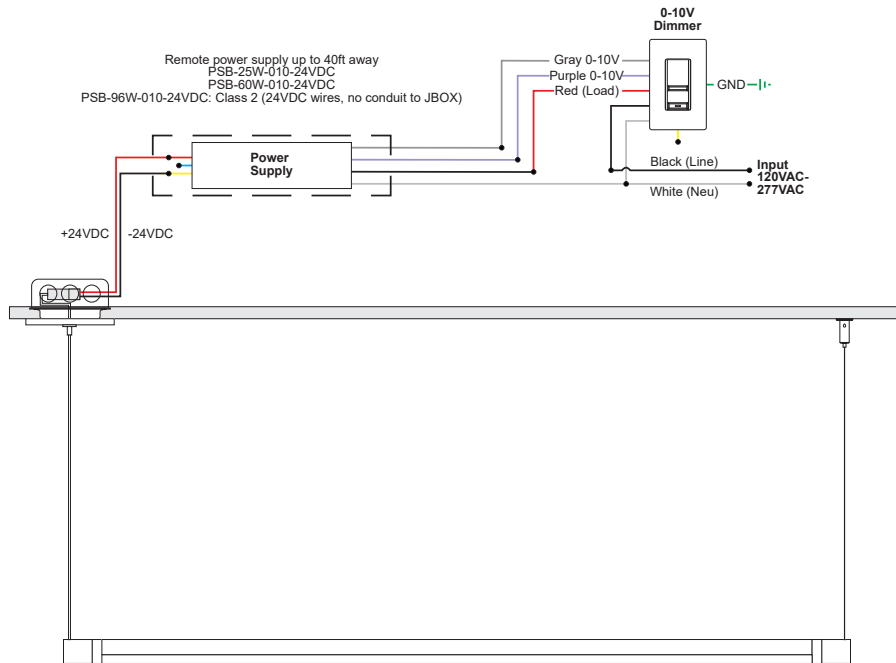 0-10V
Dimmer
Remote power supply up to 40ft away
PSB-25W-010-24VDC
PSB-60W-010-24VDC
PSB-96W-010-24VDC: Class 2 (24VDC wires, no conduit to JBOX)
Gray 0-10V
Purple 0-10V
Red (Load)
GND
Power
Supply
Black (Line)
White (Neu)
Input
120VAC-
277VAC
+24VDC
-24VDC